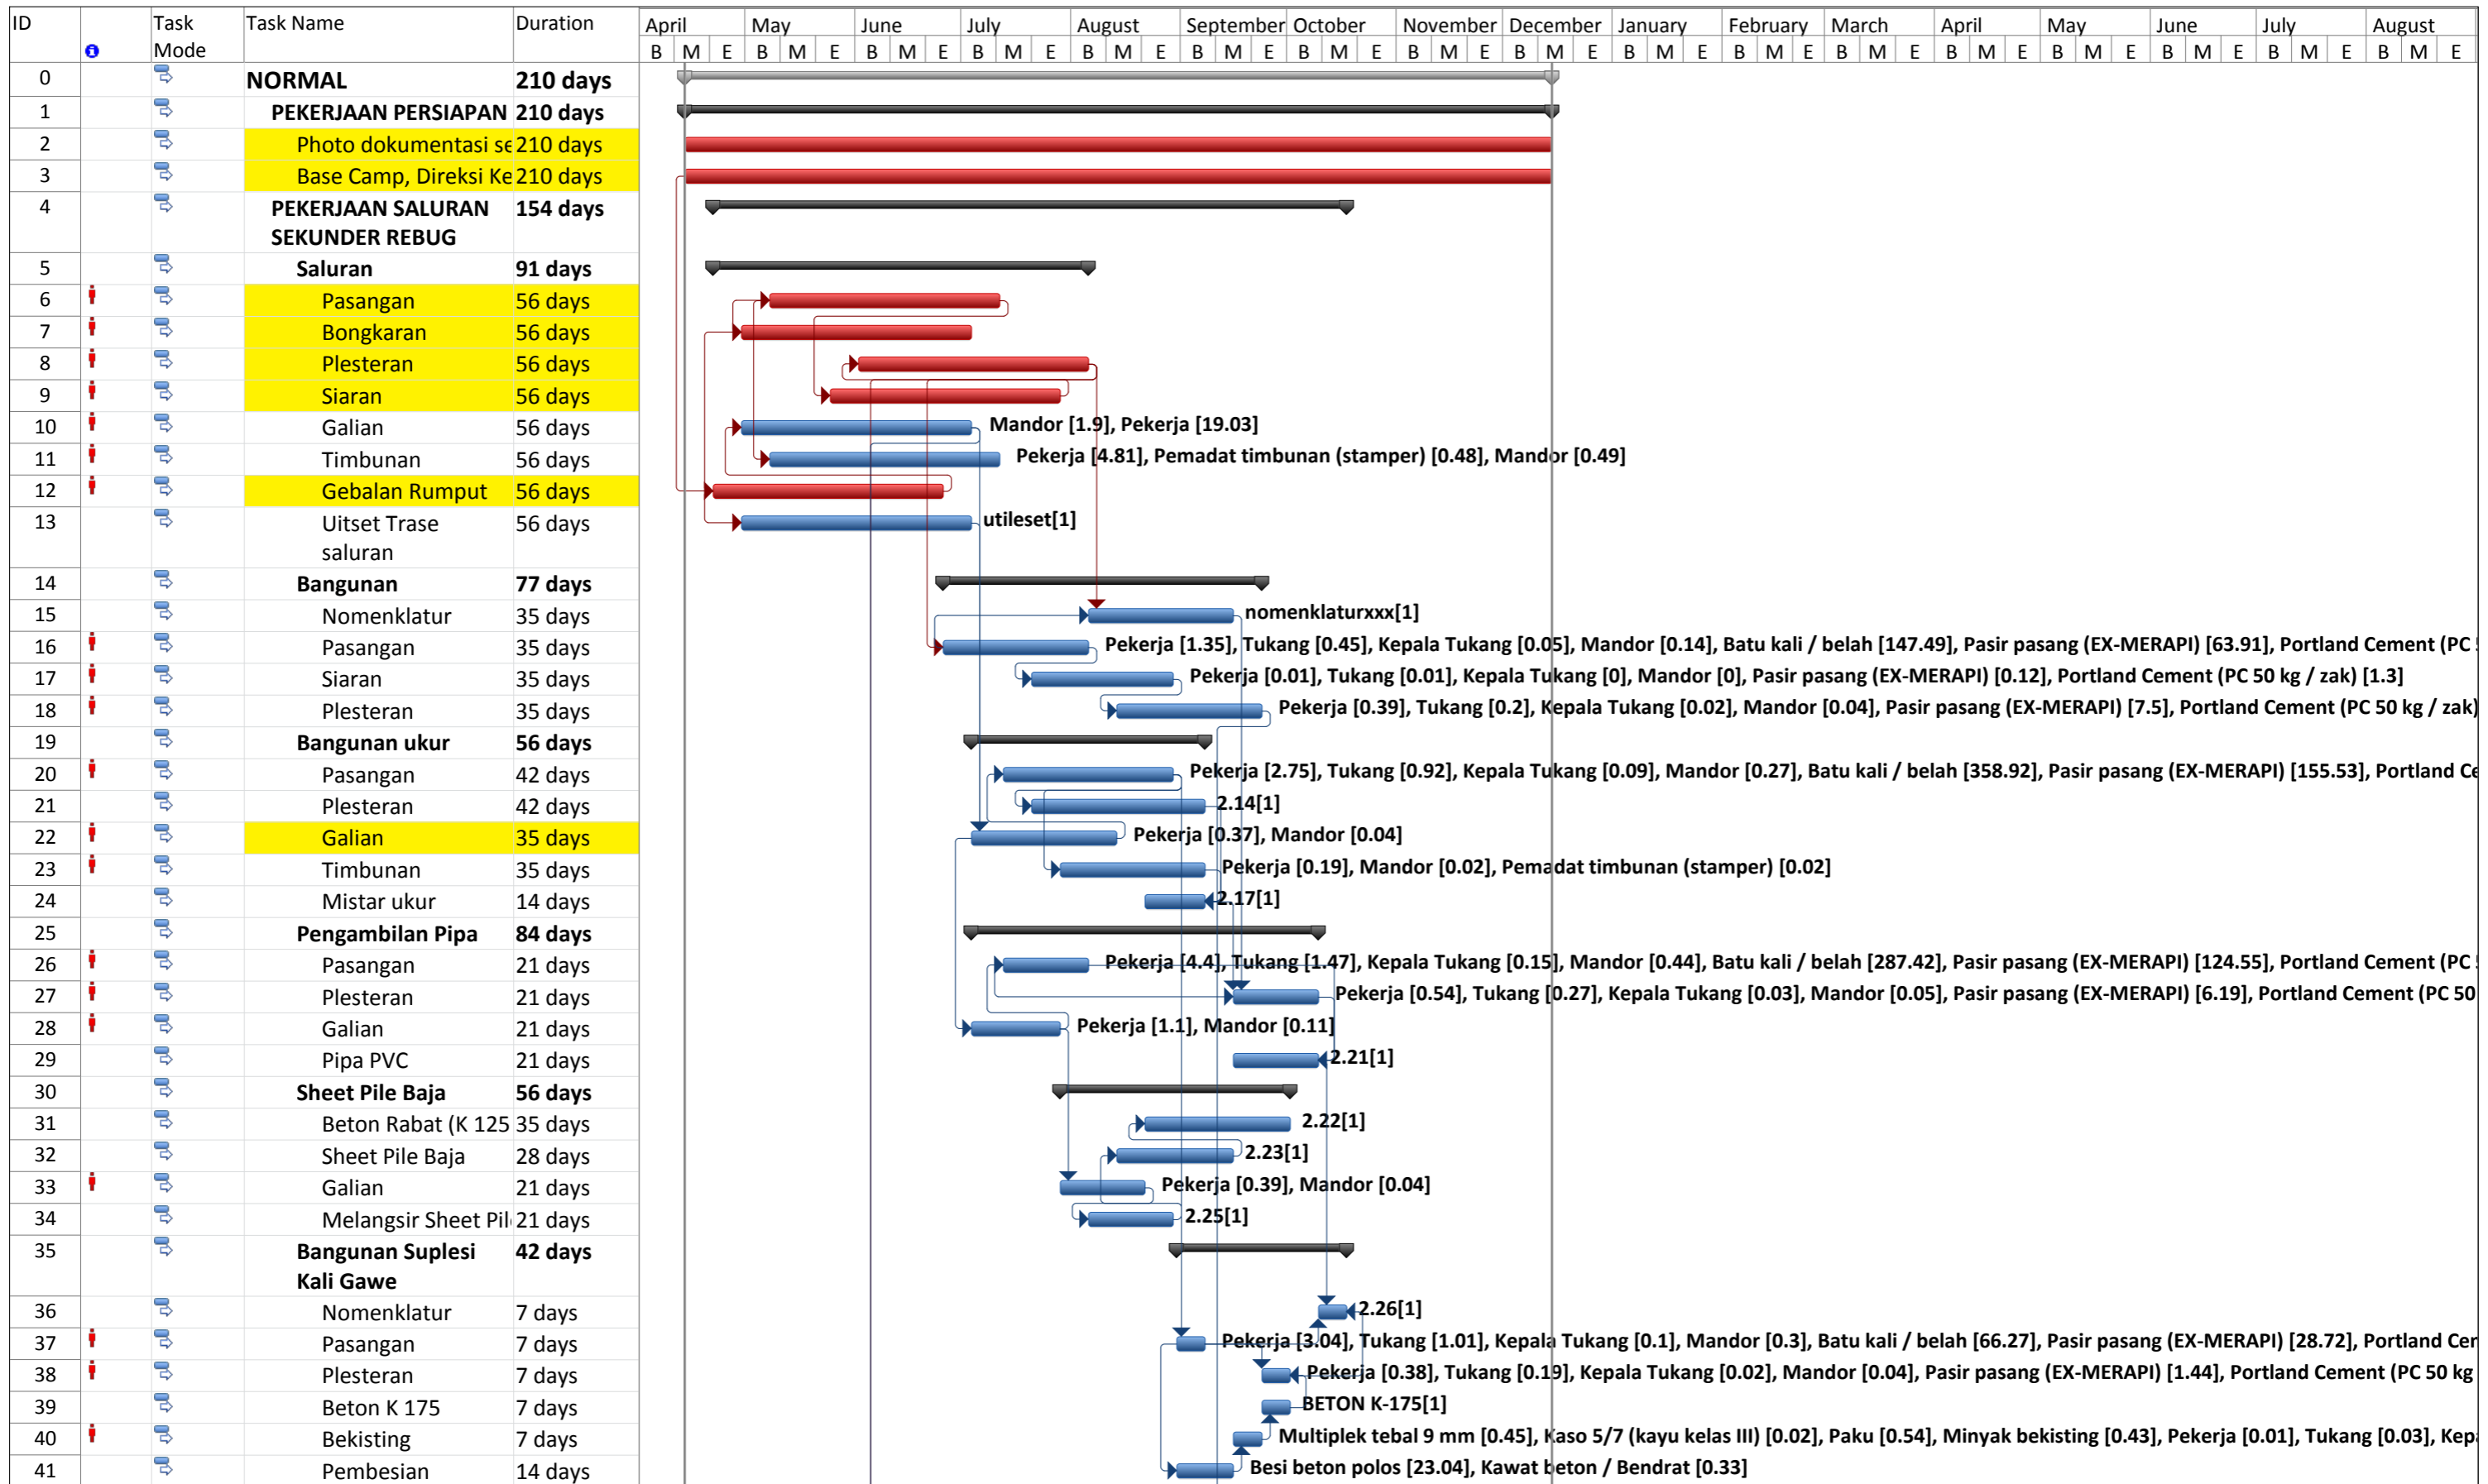 ID Task Mode Task Name Duration April May June July August September October November December January February March April May June July August
B M E B M E B M E B M E B M E B M E B M E B M E B M E B M E B M E B M E B M E B M E B M E B M E B M E
0 NORMAL 210 days
1 PEKERJAAN PERSIAPAN 210 days
2 Photo dokumentasi se 210 days
3 Base Camp, Direksi Ke 210 days
4 PEKERJAAN SALURAN SEKUNDER REBUG 154 days
5 Saluran 91 days
6 Pasangan 56 days
7 Bongkaran 56 days
8 Plesteran 56 days
9 Siaran 56 days
10 Galian 56 days Mandor [1.9], Pekerja [19.03]
11 Timbunan 56 days Pekerja [4.81], Pemadat timbunan (stamper) [0.48], Mandor [0.49]
12 Gebalan Rumput 56 days
13 Uitset Trase saluran 56 days utileset[1]
14 Bangunan 77 days
15 Nomenklatur 35 days nomenklaturxxx[1]
16 Pasangan 35 days Pekerja [1.35], Tukang [0.45], Kepala Tukang [0.05], Mandor [0.14], Batu kali / belah [147.49], Pasir pasang (EX-MERAPI) [63.91], Portland Cement (PC
17 Siaran 35 days Pekerja [0.01], Tukang [0.01], Kepala Tukang [0], Mandor [0], Pasir pasang (EX-MERAPI) [0.12], Portland Cement (PC 50 kg / zak) [1.3]
18 Plesteran 35 days Pekerja [0.39], Tukang [0.2], Kepala Tukang [0.02], Mandor [0.04], Pasir pasang (EX-MERAPI) [7.5], Portland Cement (PC 50 kg / zak)
19 Bangunan ukur 56 days
20 Pasangan 42 days Pekerja [2.75], Tukang [0.92], Kepala Tukang [0.09], Mandor [0.27], Batu kali / belah [358.92], Pasir pasang (EX-MERAPI) [155.53], Portland Ce
21 Plesteran 42 days 2.14[1]
22 Galian 35 days Pekerja [0.37], Mandor [0.04]
23 Timbunan 35 days Pekerja [0.19], Mandor [0.02], Pemadat timbunan (stamper) [0.02]
24 Mistar ukur 14 days 2.17[1]
25 Pengambilan Pipa 84 days
26 Pasangan 21 days Pekerja [4.4], Tukang [1.47], Kepala Tukang [0.15], Mandor [0.44], Batu kali / belah [287.42], Pasir pasang (EX-MERAPI) [124.55], Portland Cement (PC
27 Plesteran 21 days Pekerja [0.54], Tukang [0.27], Kepala Tukang [0.03], Mandor [0.05], Pasir pasang (EX-MERAPI) [6.19], Portland Cement (PC 50
28 Galian 21 days Pekerja [1.1], Mandor [0.11]
29 Pipa PVC 21 days 2.21[1]
30 Sheet Pile Baja 56 days
31 Beton Rabat (K 125 35 days 2.22[1]
32 Sheet Pile Baja 28 days 2.23[1]
33 Galian 21 days Pekerja [0.39], Mandor [0.04]
34 Melangsir Sheet Pil 21 days 2.25[1]
35 Bangunan Suplesi Kali Gawe 42 days
36 Nomenklatur 7 days 2.26[1]
37 Pasangan 7 days Pekerja [3.04], Tukang [1.01], Kepala Tukang [0.1], Mandor [0.3], Batu kali / belah [66.27], Pasir pasang (EX-MERAPI) [28.72], Portland Cer
38 Plesteran 7 days Pekerja [0.38], Tukang [0.19], Kepala Tukang [0.02], Mandor [0.04], Pasir pasang (EX-MERAPI) [1.44], Portland Cement (PC 50 kg
39 Beton K 175 7 days BETON K-175[1]
40 Bekisting 7 days Multiplek tebal 9 mm [0.45], Kaso 5/7 (kayu kelas III) [0.02], Paku [0.54], Minyak bekisting [0.43], Pekerja [0.01], Tukang [0.03], Kepa
41 Pembesian 14 days Besi beton polos [23.04], Kawat beton / Bendrat [0.33]